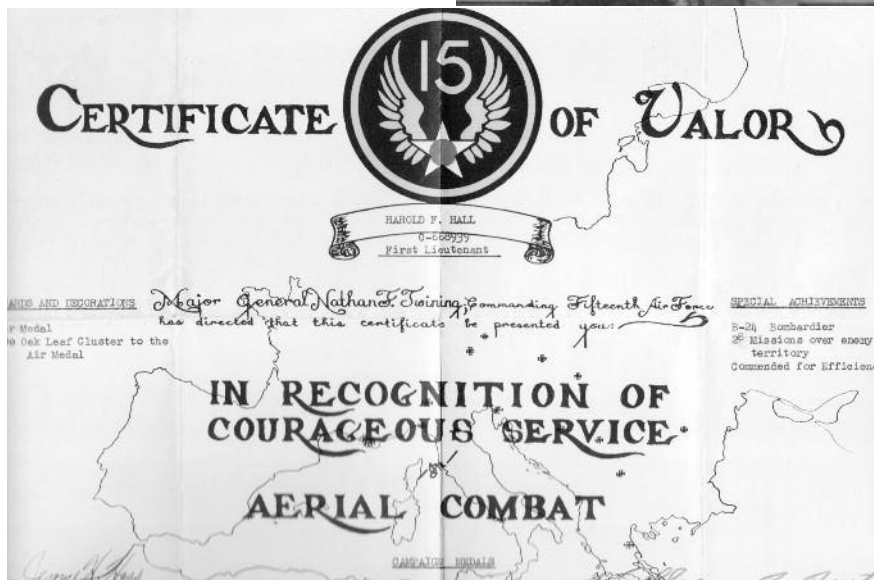 15
CERTIFICATE OF VALOR
HAROLD F. HALL
O-668939
First Lieutenant
ARDS AND DECORATIONS
r Medal
e Oak Leaf Cluster to the
Air Medal
Major General Nathan F. Twining, Commanding Fifteenth Air Force
has directed that this certificate be presented you:
SPECIAL ACHIEVEMENTS
B-24 Bombardier
Missions over enemy
territory
Commended for Efficien
IN RECOGNITION OF
COURAGEOUS SERVICE
AERIAL COMBAT
CAMPAIGN MEDALS